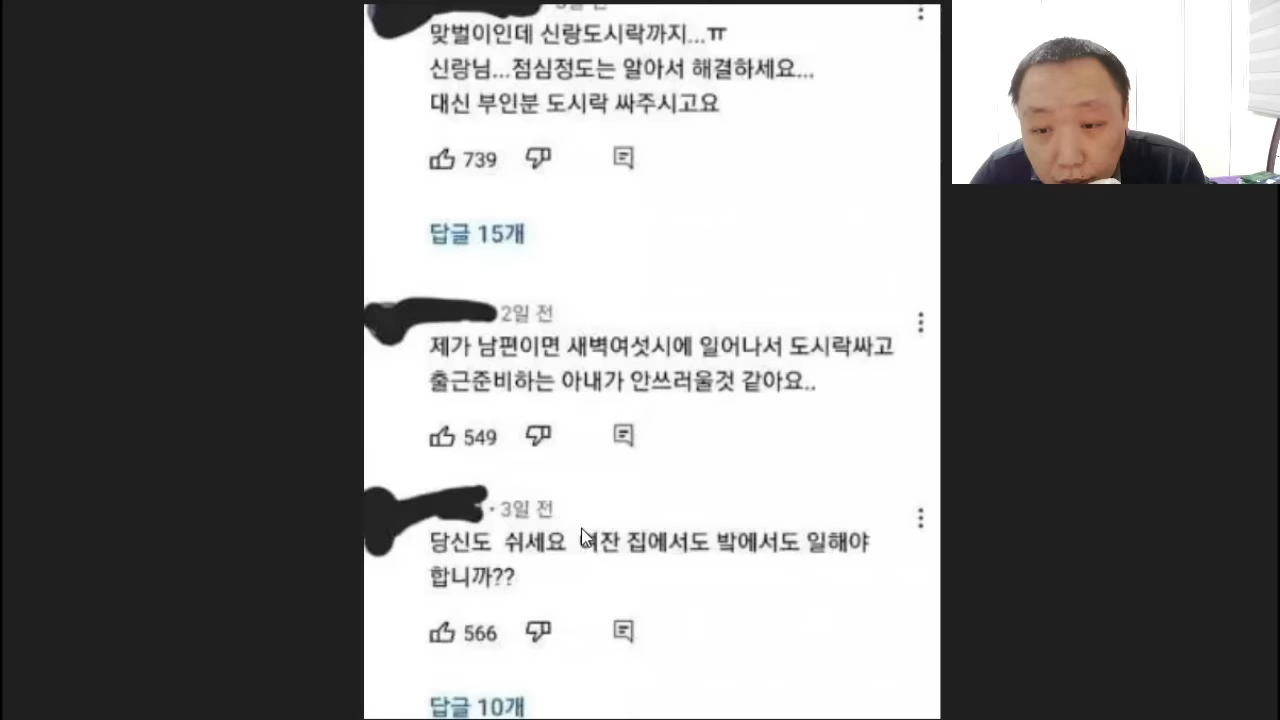 맞벌이인데 신랑도시락까지...ㅠ
신랑님...점심정도는 알아서 해결하세요...
대신 부인분 도시락 싸주시고요
739
답글 15개
2일 전
제가 남편이면 새벽여섯시에 일어나서 도시락싸고
출근준비하는 아내가 안쓰러울것 같아요..
549
· 3일 전
당신도 쉬세요 여잔 집에서도 밖에서도 일해야
합니까??
566
답글 10개